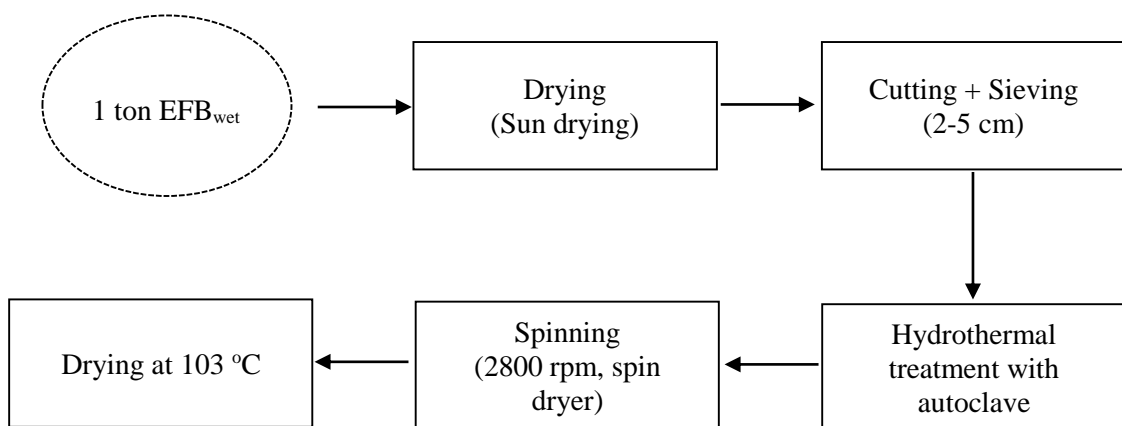 1 ton EFBwet
Drying
(Sun drying)
Cutting + Sieving
(2-5 cm)
Hydrothermal
treatment with
autoclave
Spinning
(2800 rpm, spin
dryer)
Drying at 103 °C